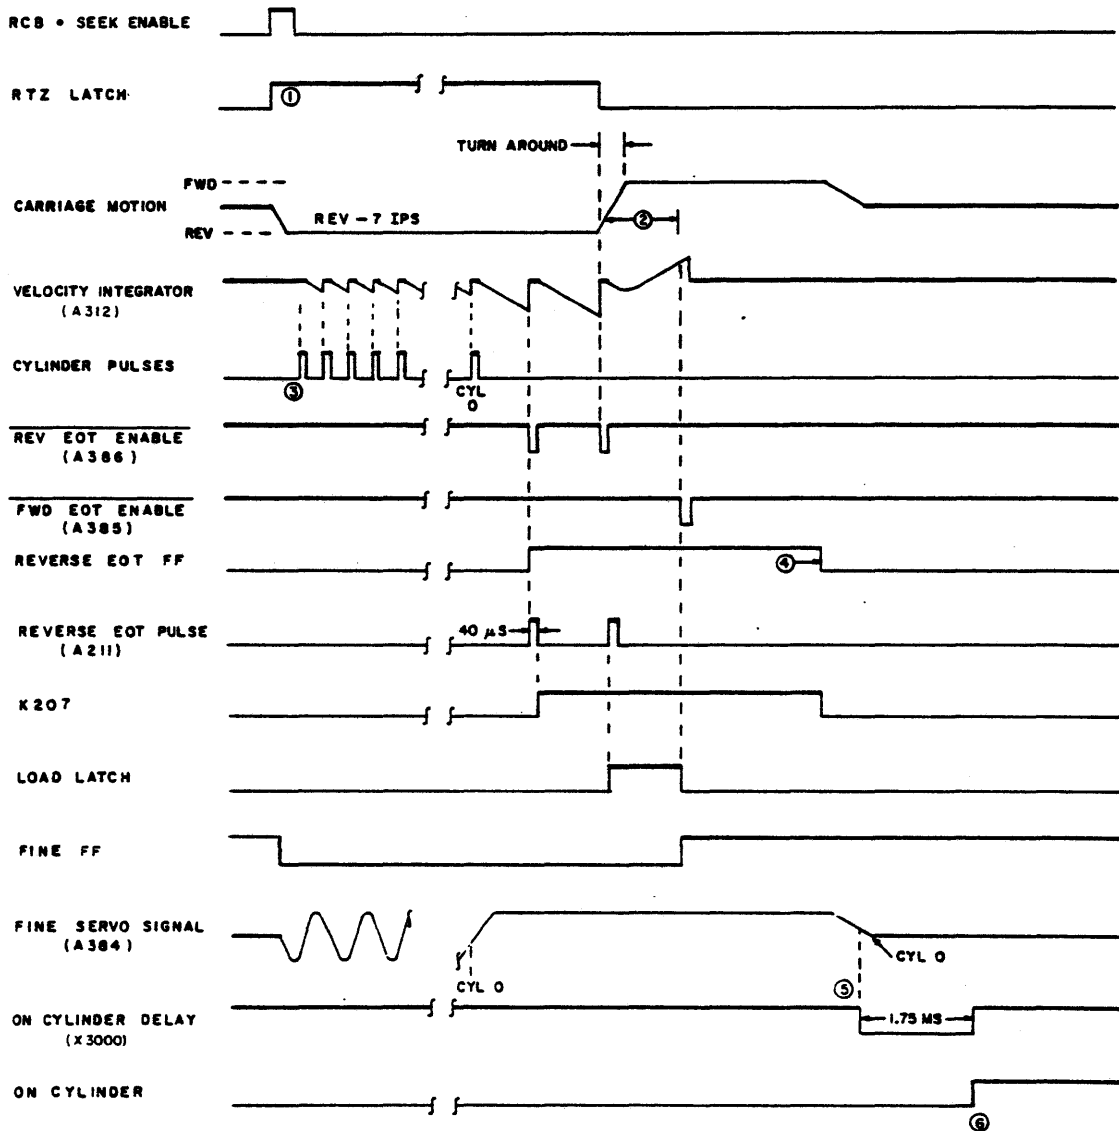 RCB • SEEK ENABLE
RTZ LATCH
①
TURN AROUND
FWD
CARRIAGE MOTION
REV – 7 IPS
②
REV
VELOCITY INTEGRATOR
(A312)
CYLINDER PULSES
③
CYL
0
REV EOT ENABLE
(A386)
FWD EOT ENABLE
(A385)
REVERSE EOT FF
④
REVERSE EOT PULSE
(A211)
40 μS
K207
LOAD LATCH
FINE FF
FINE SERVO SIGNAL
(A384)
CYL 0
CYL 0
⑤
ON CYLINDER DELAY
(X3000)
1.75 MS
ON CYLINDER
⑥